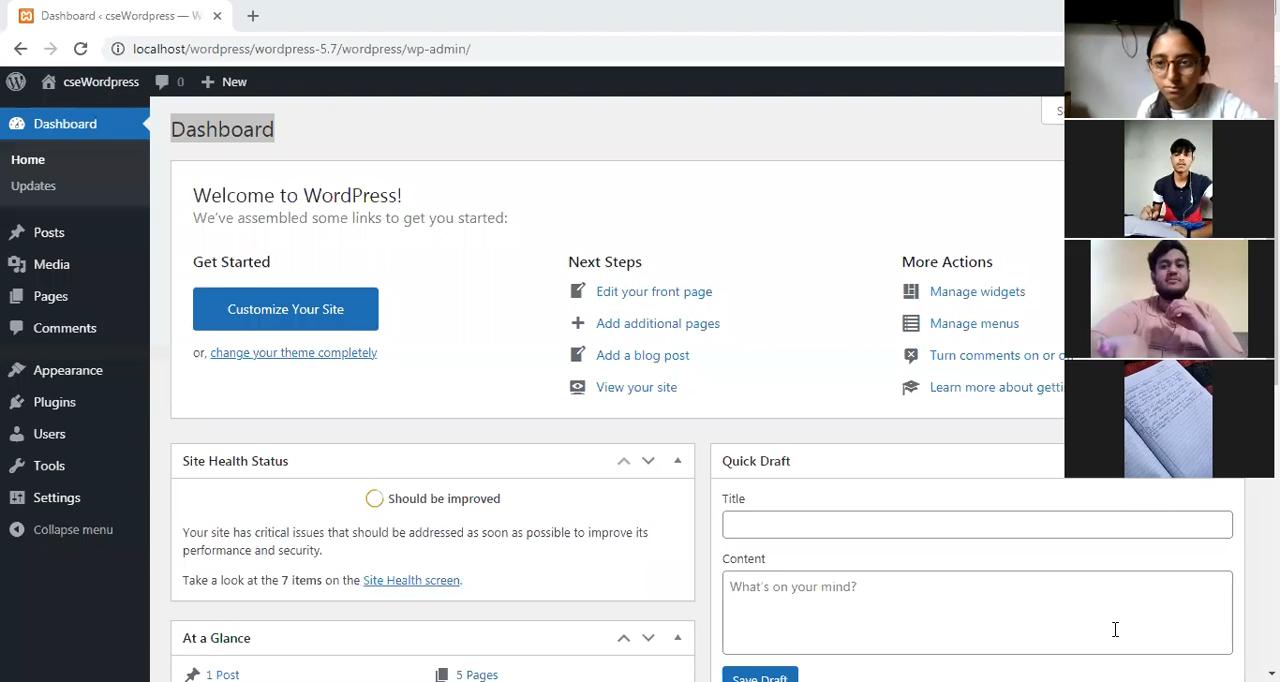 Dashboard ‹ cseWordpress — W
localhost/wordpress/wordpress-5.7/wordpress/wp-admin/
cseWordpress
0
New
Dashboard
Home
Updates
Posts
Media
Pages
Comments
Appearance
Plugins
Users
Tools
Settings
Collapse menu
Dashboard
S
Welcome to WordPress!
We've assembled some links to get you started:
Get Started
Customize Your Site
or, change your theme completely
Next Steps
Edit your front page
Add additional pages
Add a blog post
View your site
More Actions
Manage widgets
Manage menus
Turn comments on or o
Learn more about getti
Site Health Status
Should be improved
Your site has critical issues that should be addressed as soon as possible to improve its
performance and security.
Take a look at the 7 items on the Site Health screen.
At a Glance
1 Post
5 Pages
Quick Draft
Title
Content
What's on your mind?
Save Draft